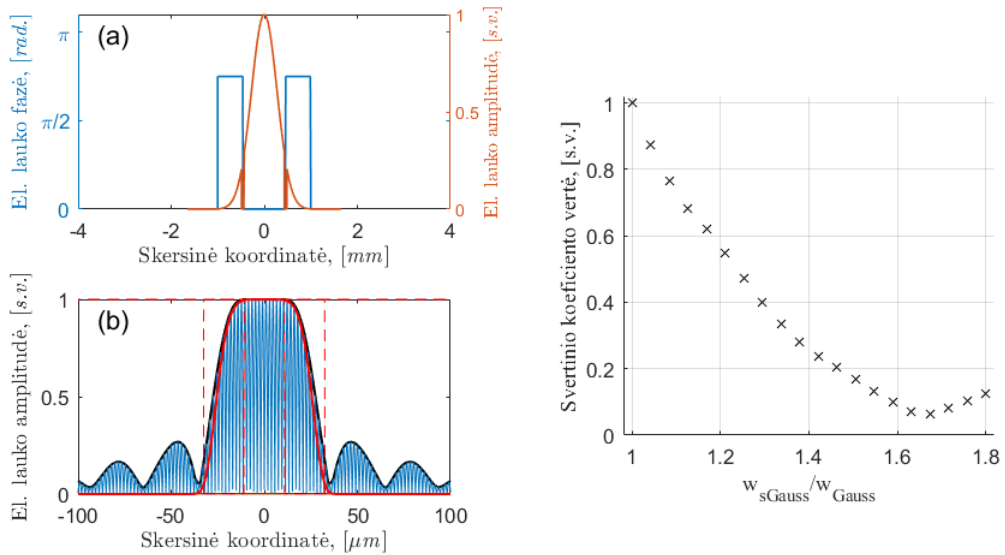 (a)
El. lauko fazė, [rad.]
π
π/2
0
El. lauko amplitudė, [s.v.]
1
0.5
0
-4 -2 0 2 4
Skersinė koordinatė, [mm]
(b)
El. lauko amplitudė, [s.v.]
1
0.5
0
-100 -50 0 50 100
Skersinė koordinatė, [μm]
Svertinio koeficiento vertė, [s.v.]
1
0.8
0.6
0.4
0.2
0
1 1.2 1.4 1.6 1.8
w_sGauss/w_Gauss